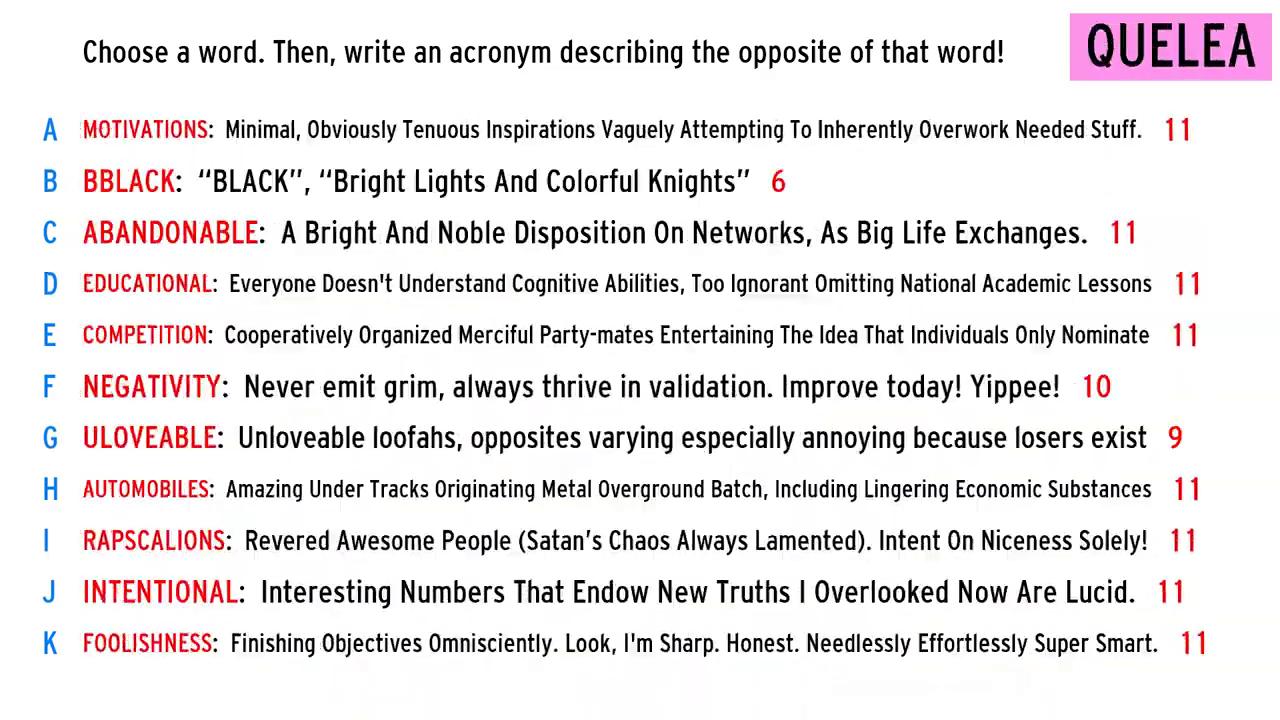 Choose a word. Then, write an acronym describing the opposite of that word!
QUELEA
A MOTIVATIONS: Minimal, Obviously Tenuous Inspirations Vaguely Attempting To Inherently Overwork Needed Stuff. 11
B BBLACK: “BLACK”, “Bright Lights And Colorful Knights” 6
C ABANDONABLE: A Bright And Noble Disposition On Networks, As Big Life Exchanges. 11
D EDUCATIONAL: Everyone Doesn't Understand Cognitive Abilities, Too Ignorant Omitting National Academic Lessons 11
E COMPETITION: Cooperatively Organized Merciful Party-mates Entertaining The Idea That Individuals Only Nominate 11
F NEGATIVITY: Never emit grim, always thrive in validation. Improve today! Yippee! 10
G ULOVEABLE: Unloveable loofahs, opposites varying especially annoying because losers exist 9
H AUTOMOBILES: Amazing Under Tracks Originating Metal Overground Batch, Including Lingering Economic Substances 11
I RAPSCALIONS: Revered Awesome People (Satan’s Chaos Always Lamented). Intent On Niceness Solely! 11
J INTENTIONAL: Interesting Numbers That Endow New Truths I Overlooked Now Are Lucid. 11
K FOOLISHNESS: Finishing Objectives Omnisciently. Look, I'm Sharp. Honest. Needlessly Effortlessly Super Smart. 11